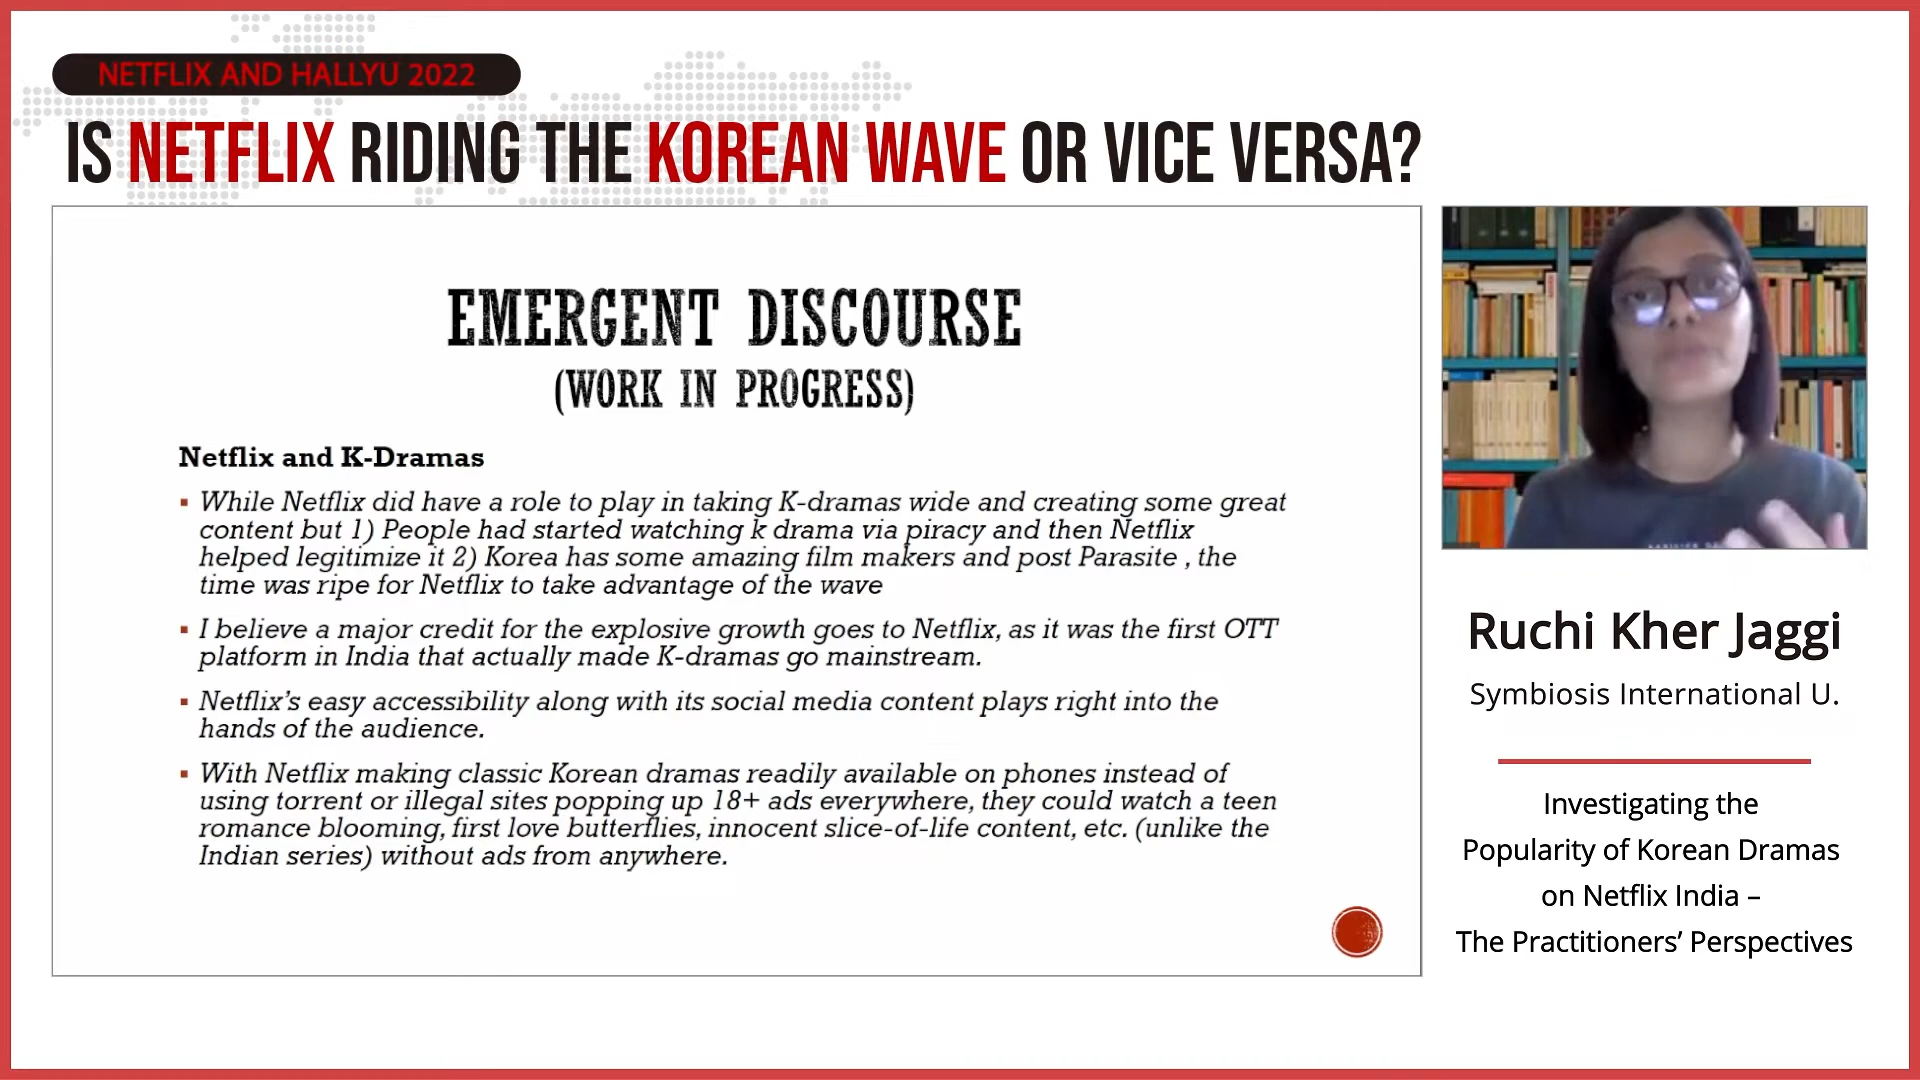 NETFLIX AND HALLYU 2022
IS NETFLIX RIDING THE KOREAN WAVE OR VICE VERSA?
EMERGENT DISCOURSE
(WORK IN PROGRESS)
Netflix and K-Dramas
▪ While Netflix did have a role to play in taking K-dramas wide and creating some great
content but 1) People had started watching k drama via piracy and then Netflix
helped legitimize it 2) Korea has some amazing film makers and post Parasite , the
time was ripe for Netflix to take advantage of the wave
▪ I believe a major credit for the explosive growth goes to Netflix, as it was the first OTT
platform in India that actually made K-dramas go mainstream.
▪ Netflix’s easy accessibility along with its social media content plays right into the
hands of the audience.
▪ With Netflix making classic Korean dramas readily available on phones instead of
using torrent or illegal sites popping up 18+ ads everywhere, they could watch a teen
romance blooming, first love butterflies, innocent slice-of-life content, etc. (unlike the
Indian series) without ads from anywhere.
Ruchi Kher Jaggi
Symbiosis International U.
Investigating the
Popularity of Korean Dramas
on Netflix India –
The Practitioners’ Perspectives